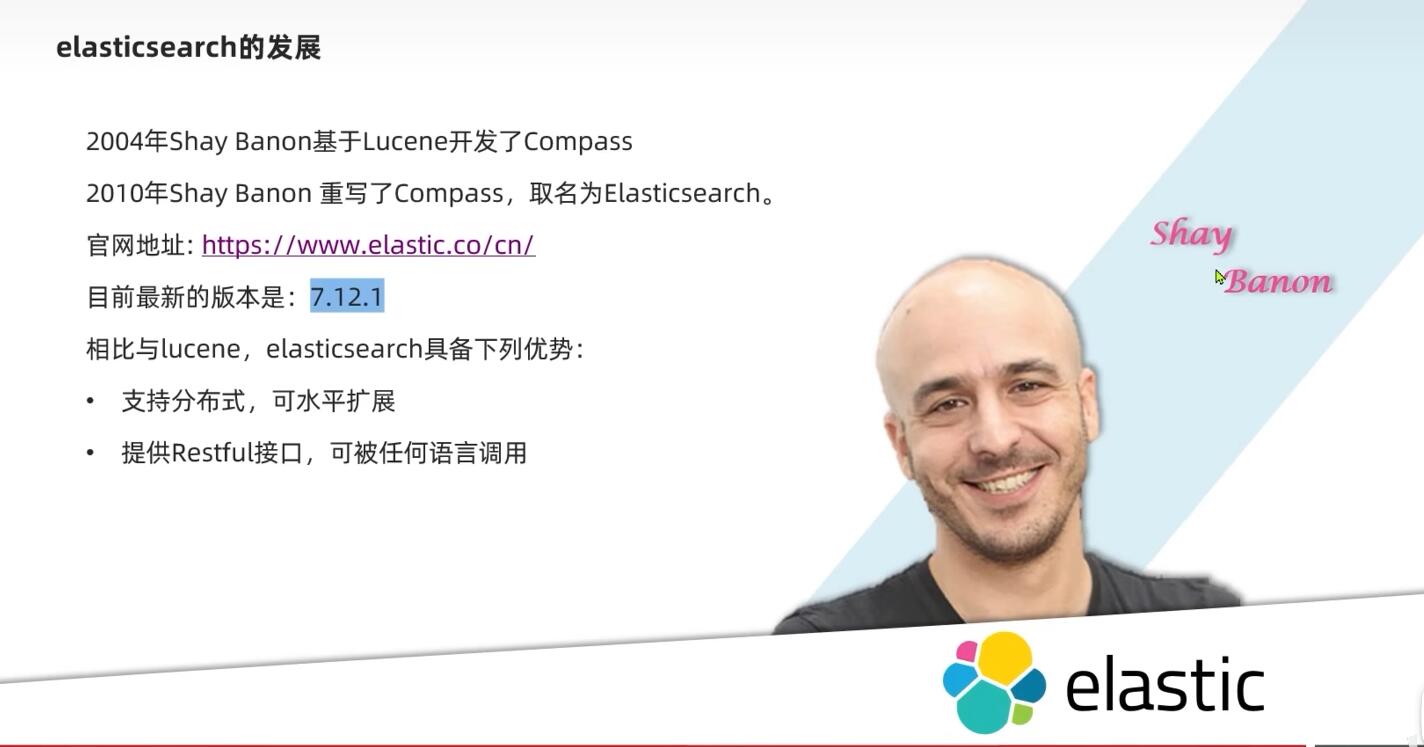 elasticsearch的发展
2004年Shay Banon基于Lucene开发了Compass
2010年Shay Banon 重写了Compass，取名为Elasticsearch。
官网地址: https://www.elastic.co/cn/
目前最新的版本是：7.12.1
相比与lucene，elasticsearch具备下列优势：
• 支持分布式，可水平扩展
• 提供Restful接口，可被任何语言调用
Shay
Banon
elastic